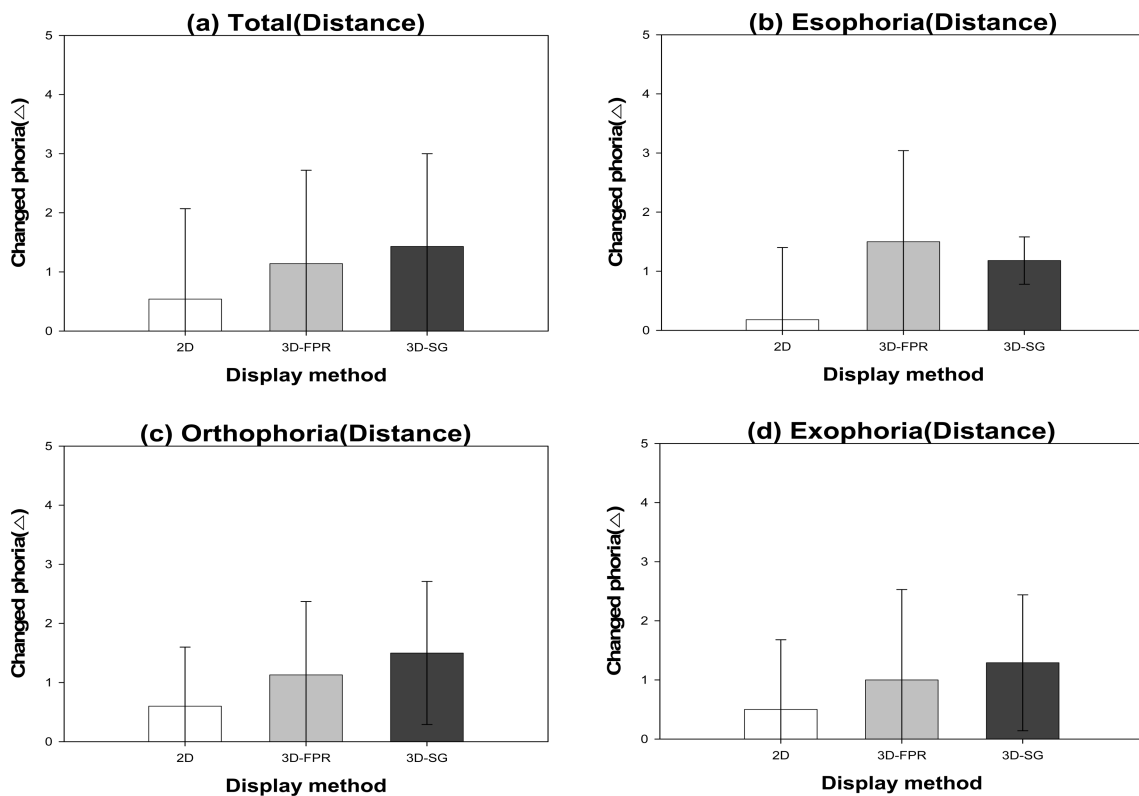 (a) Total(Distance)
5
4
3
2
1
0
Changed phoria(△)
2D 3D-FPR 3D-SG
Display method
(b) Esophoria(Distance)
5
4
3
2
1
0
Changed phoria(△)
2D 3D-FPR 3D-SG
Display method
(c) Orthophoria(Distance)
5
4
3
2
1
0
Changed phoria(△)
2D 3D-FPR 3D-SG
Display method
(d) Exophoria(Distance)
5
4
3
2
1
0
Changed phoria(△)
2D 3D-FPR 3D-SG
Display method